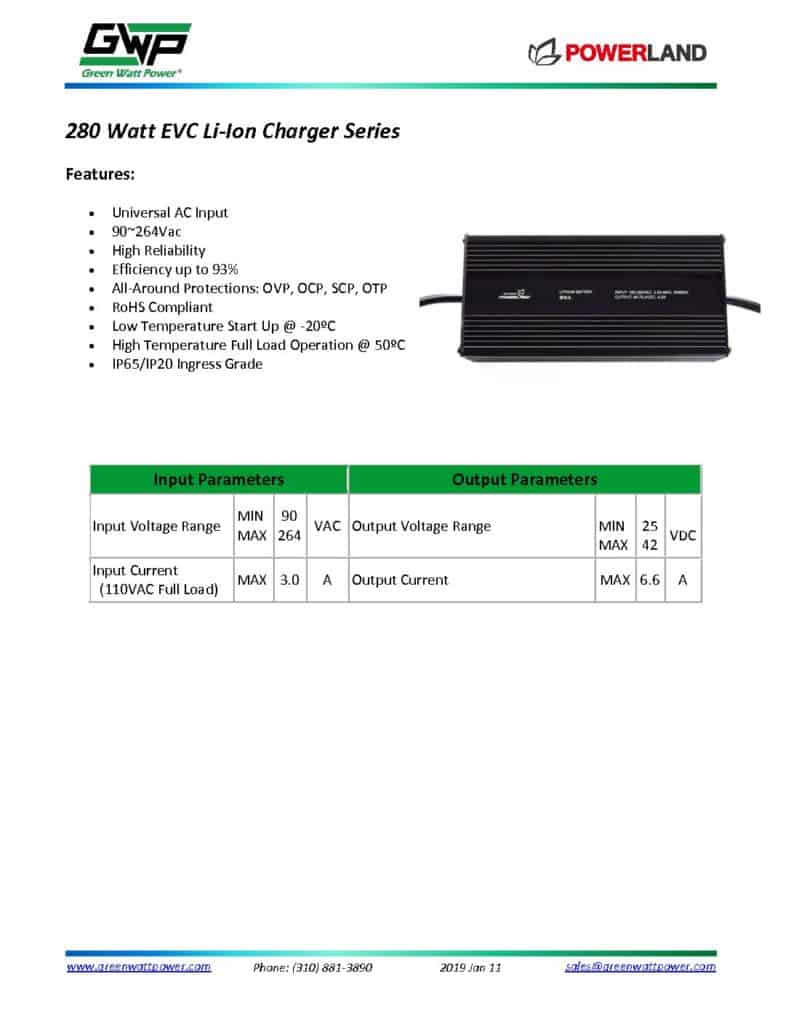 GWP
Green Watt Power®
POWERLAND
280 Watt EVC Li-Ion Charger Series
Features:
• Universal AC Input
• 90~264Vac
• High Reliability
• Efficiency up to 93%
• All-Around Protections: OVP, OCP, SCP, OTP
• RoHS Compliant
• Low Temperature Start Up @ -20ºC
• High Temperature Full Load Operation @ 50ºC
• IP65/IP20 Ingress Grade
LITHIUM BATTERY
Input Parameters Output Parameters
Input Voltage Range MIN 90 VAC Output Voltage Range MIN 25 VDC
MAX 264 MAX 42
Input Current
(110VAC Full Load) MAX 3.0 A Output Current MAX 6.6 A
www.greenwattpower.com Phone: (310) 881-3890 2019 Jan 11 sales@greenwattpower.com